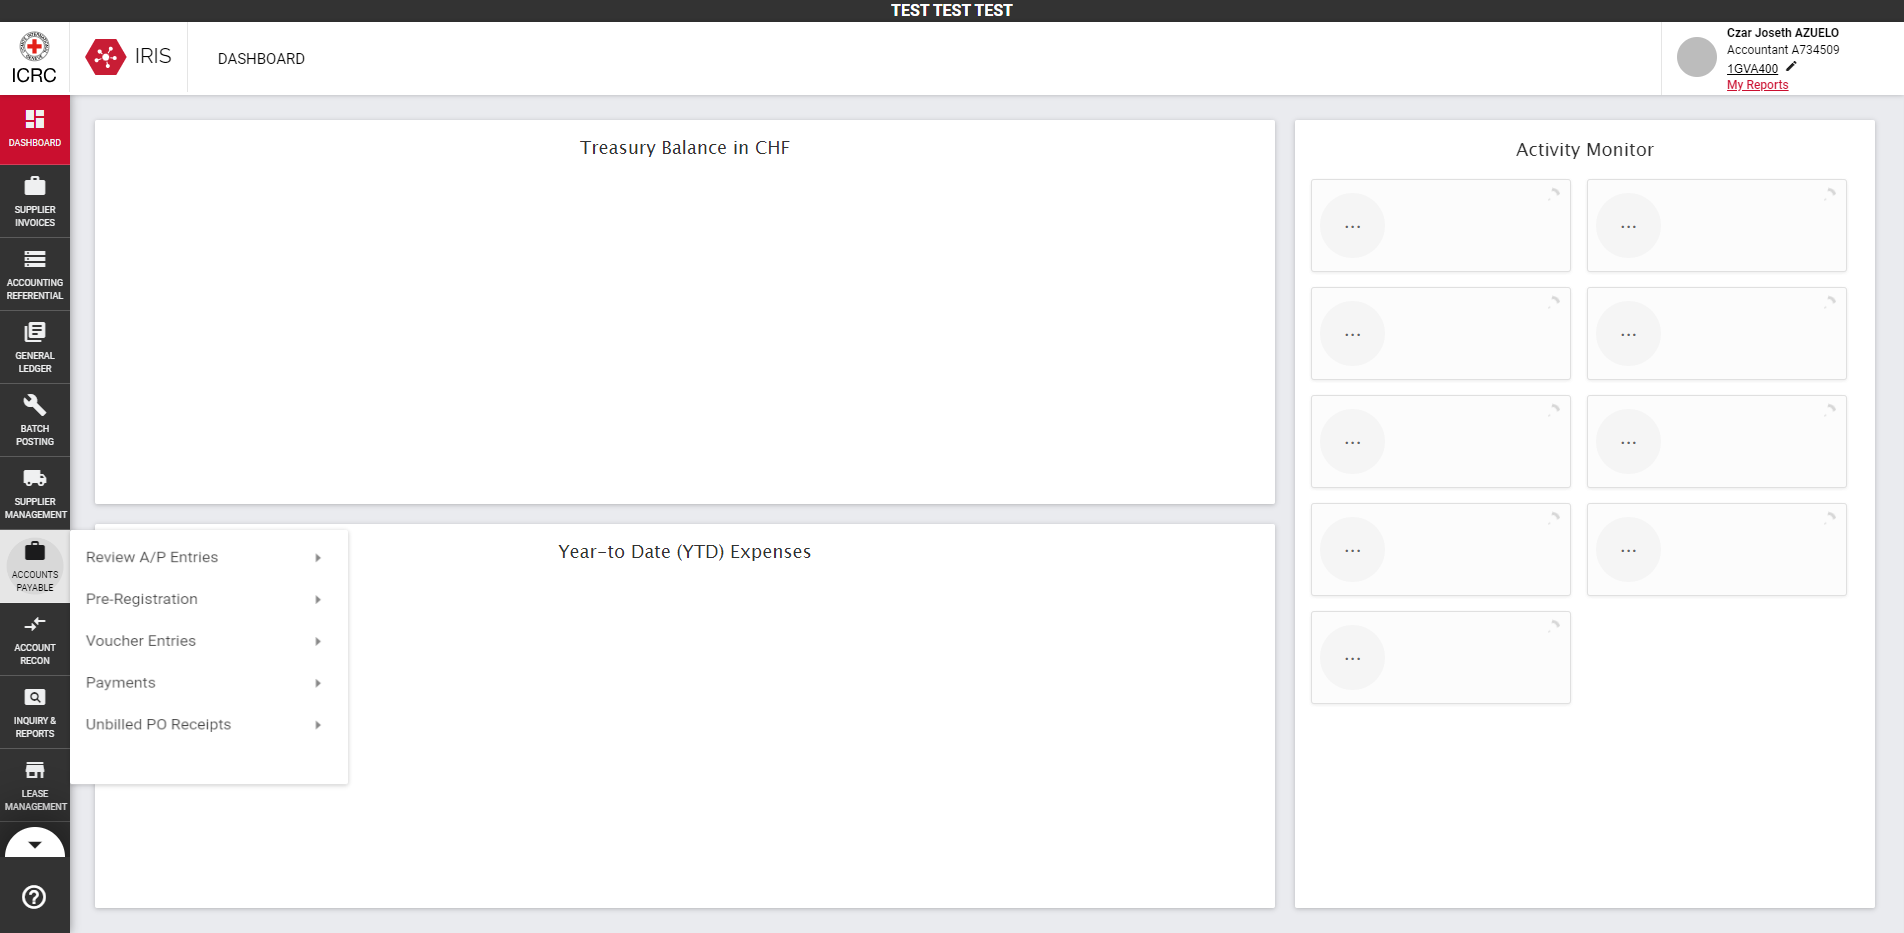 TEST TEST TEST
ICRC
IRIS
DASHBOARD
Czar Joseth AZUELO
Accountant A734509
1GVA400
My Reports
DASHBOARD
SUPPLIER
INVOICES
ACCOUNTING
REFERENTIAL
GENERAL
LEDGER
BATCH
POSTING
SUPPLIER
MANAGEMENT
ACCOUNTS
PAYABLE
ACCOUNT
RECON
INQUIRY &
REPORTS
LEASE
MANAGEMENT
Review A/P Entries
Pre-Registration
Voucher Entries
Payments
Unbilled PO Receipts
Treasury Balance in CHF
Year-to Date (YTD) Expenses
Activity Monitor
...
...
...
...
...
...
...
...
...